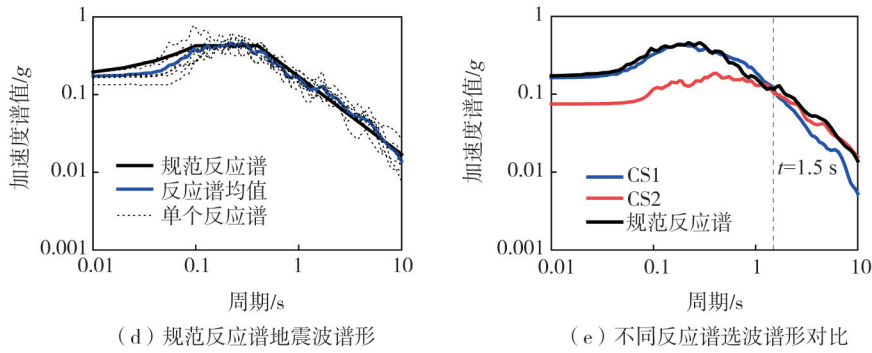 1
0.1
0.01
0.001
加速度谱值/g
规范反应谱
反应谱均值
单个反应谱
0.01
0.1
1
10
周期/s
（d）规范反应谱地震波谱形
1
0.1
0.01
0.001
加速度谱值/g
t=1.5 s
CS1
CS2
规范反应谱
0.01
0.1
1
10
周期/s
（e）不同反应谱选波谱形对比